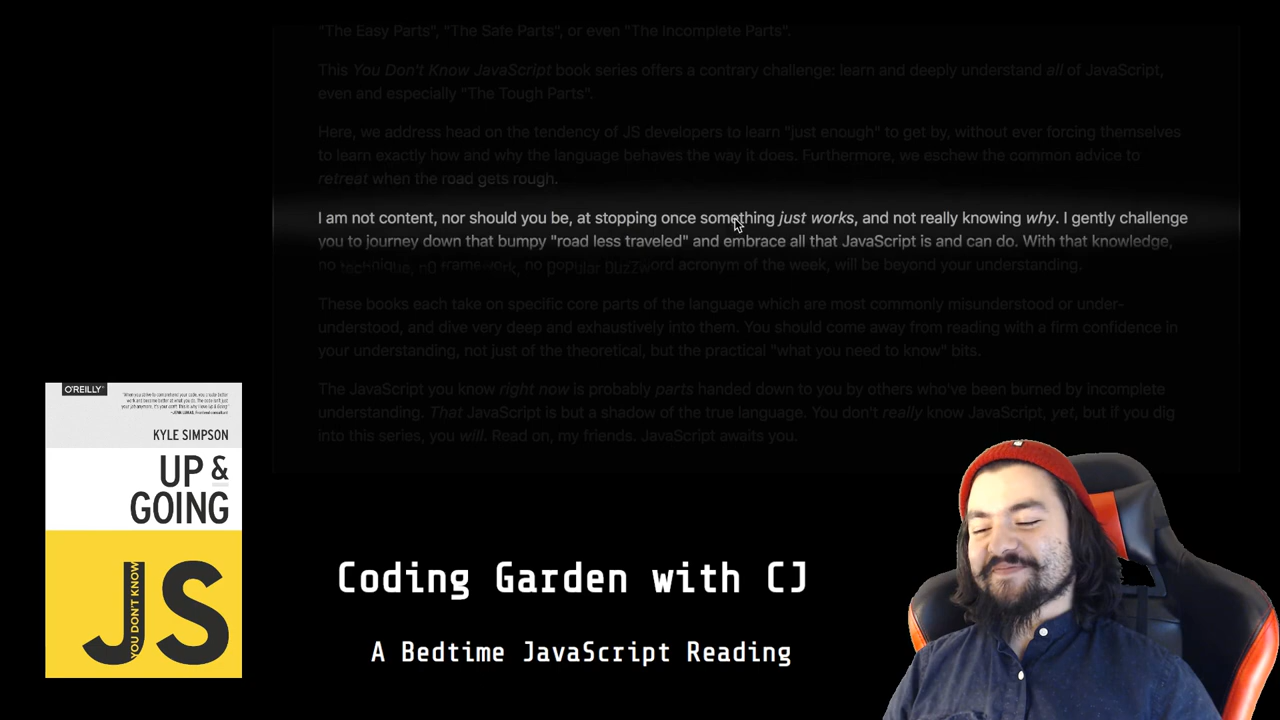 "The Easy Parts", "The Safe Parts", or even "The Incomplete Parts".
This You Don't Know JavaScript book series offers a contrary challenge: learn and deeply understand all of JavaScript,
even and especially "The Tough Parts".
Here, we address head on the tendency of JS developers to learn "just enough" to get by, without ever forcing themselves
to learn exactly how and why the language behaves the way it does. Furthermore, we eschew the common advice to
retreat when the road gets rough.
I am not content, nor should you be, at stopping once something just works, and not really knowing why. I gently challenge
you to journey down that bumpy "road less traveled" and embrace all that JavaScript is and can do. With that knowledge,
no technique, no framework, no popular buzzword acronym of the week, will be beyond your understanding.
These books each take on specific core parts of the language which are most commonly misunderstood or under-
understood, and dive very deep and exhaustively into them. You should come away from reading with a firm confidence in
your understanding, not just of the theoretical, but the practical "what you need to know" bits.
The JavaScript you know right now is probably parts handed down to you by others who've been burned by incomplete
understanding. That JavaScript is but a shadow of the true language. You don't really know JavaScript, yet, but if you dig
into this series, you will. Read on, my friends. JavaScript awaits you.
O'REILLY
KYLE SIMPSON
UP &
GOING
YOU DON'T KNOW
JS
Coding Garden with CJ
A Bedtime JavaScript Reading